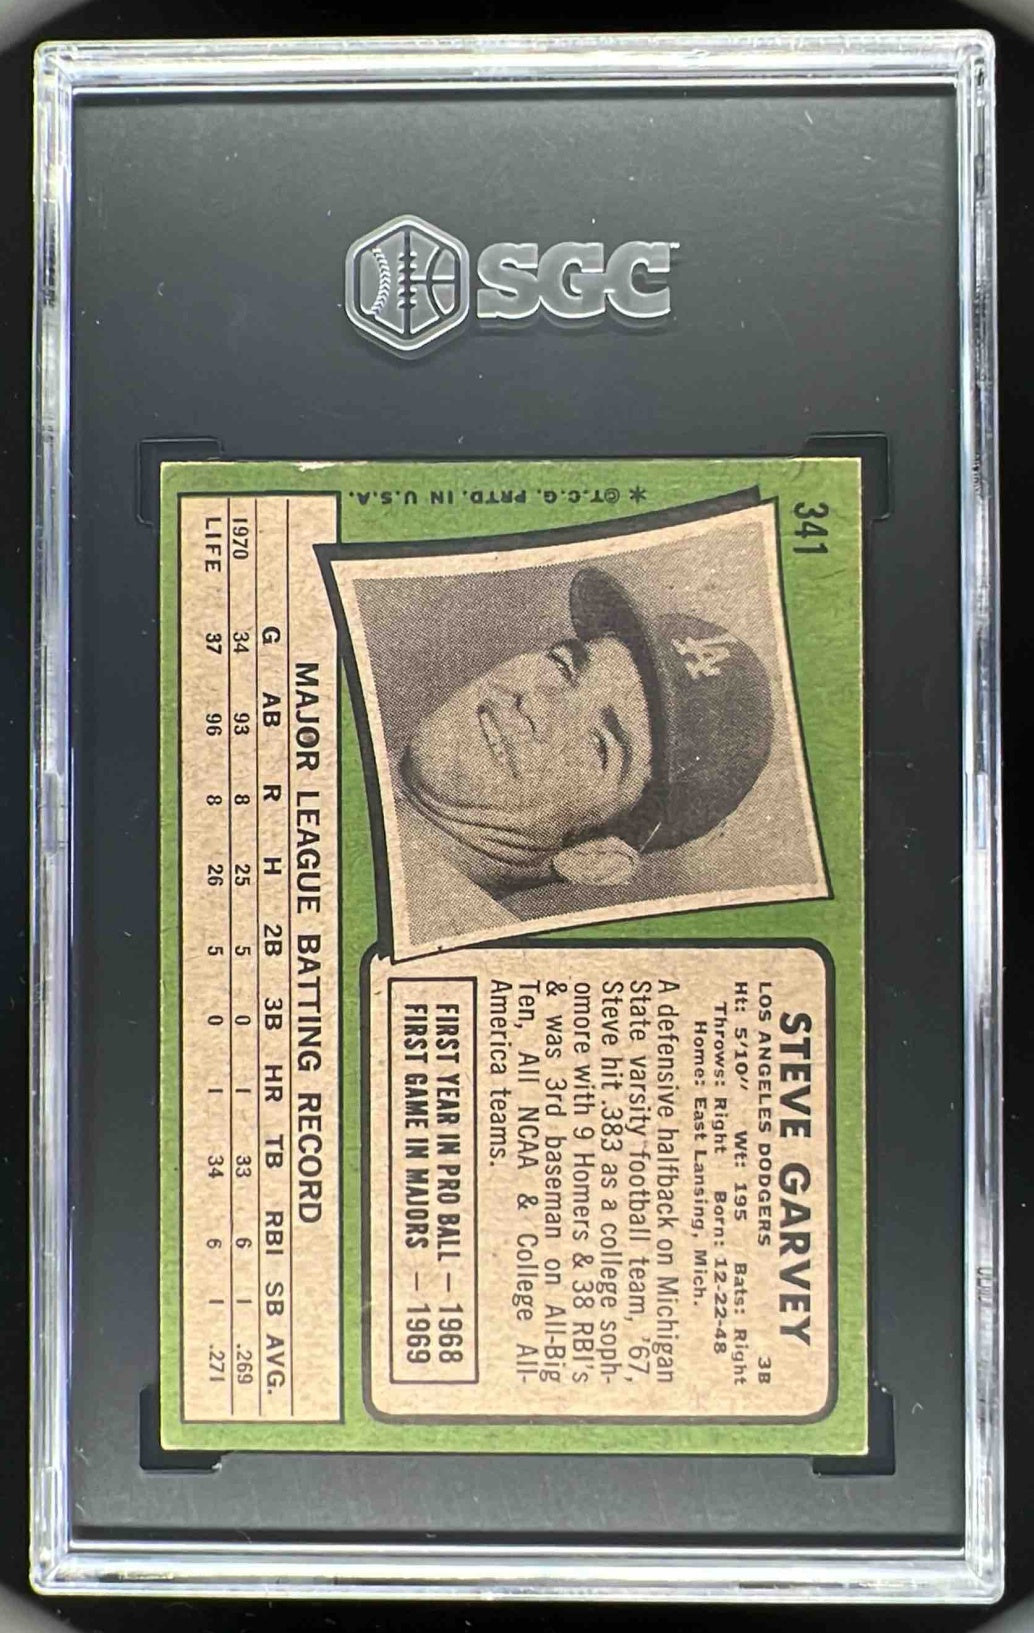 SGC
341
* ©T.C.G. PRTD. IN U.S.A.
LA
STEVE GARVEY
LOS ANGELES DODGERS 3B
Ht: 5/10" Wt: 195 Bats: Right
Throws: Right Born: 12-22-48
Home: East Lansing, Mich.
A defensive halfback on Michigan
State varsity football team, '67,
Steve hit .383 as a college soph-
omore with 9 Homers & 38 RBI's
& was 3rd baseman on All-Big
Ten, All NCAA & College All-
America teams.
FIRST YEAR IN PRO BALL — 1968
FIRST GAME IN MAJORS — 1969
MAJOR LEAGUE BATTING RECORD
G AB R H 2B 3B HR TB RBI SB AVG.
1970 34 93 8 25 5 0 1 33 6 1 .269
LIFE 37 96 8 26 5 0 1 34 6 1 .271